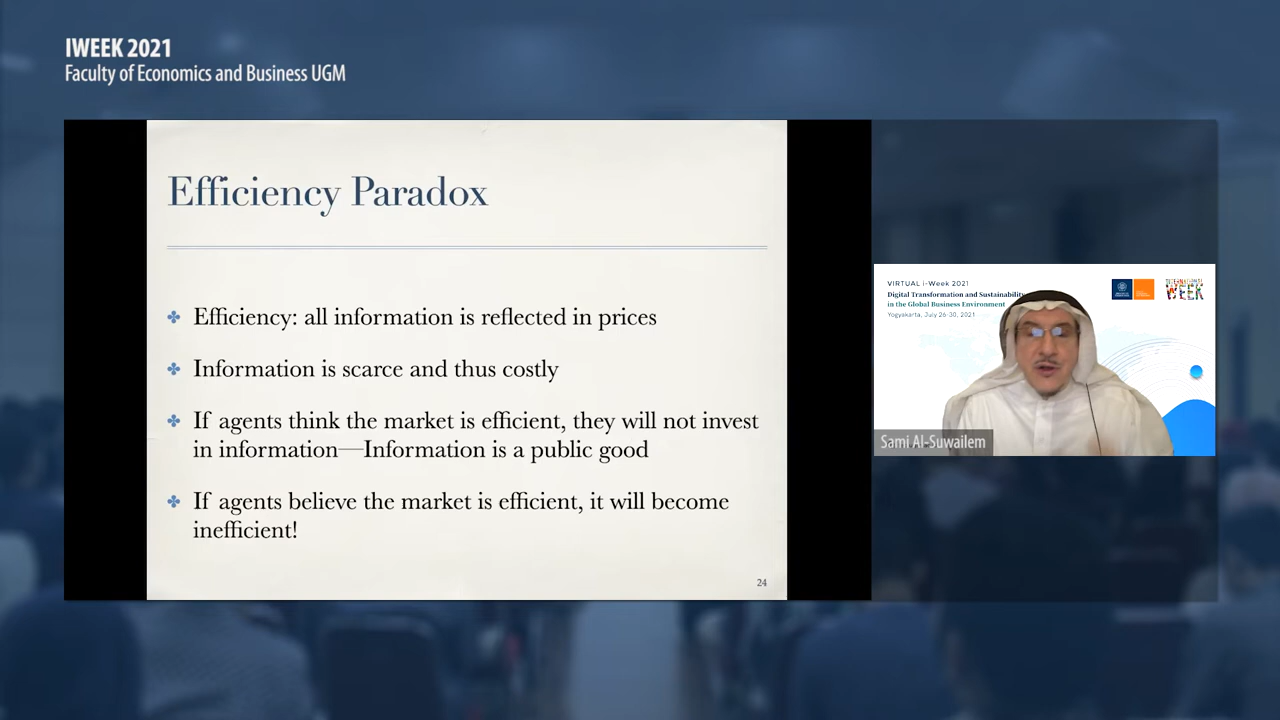 IWEEK 2021
Faculty of Economics and Business UGM
Efficiency Paradox
Efficiency: all information is reflected in prices
Information is scarce and thus costly
If agents think the market is efficient, they will not invest
in information—Information is a public good
If agents believe the market is efficient, it will become
inefficient!
24
VIRTUAL i-Week 2021
Digital Transformation and Sustainability
in the Global Business Environment
Yogyakarta, July 26-30, 2021
INTERNATIONAL
WEEK
Sami Al-Suwailem